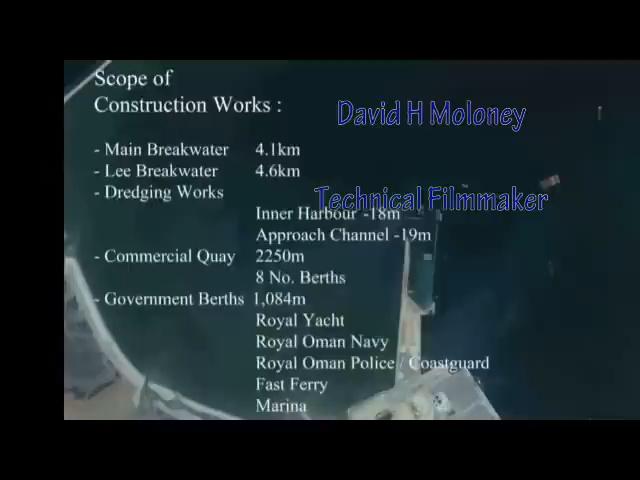 Scope of
Construction Works :
David H Moloney
- Main Breakwater 4.1km
- Lee Breakwater 4.6km
- Dredging Works
Technical Filmmaker
Inner Harbour -18m
Approach Channel -19m
- Commercial Quay 2250m
8 No. Berths
- Government Berths 1,084m
Royal Yacht
Royal Oman Navy
Royal Oman Police / Coastguard
Fast Ferry
Marina